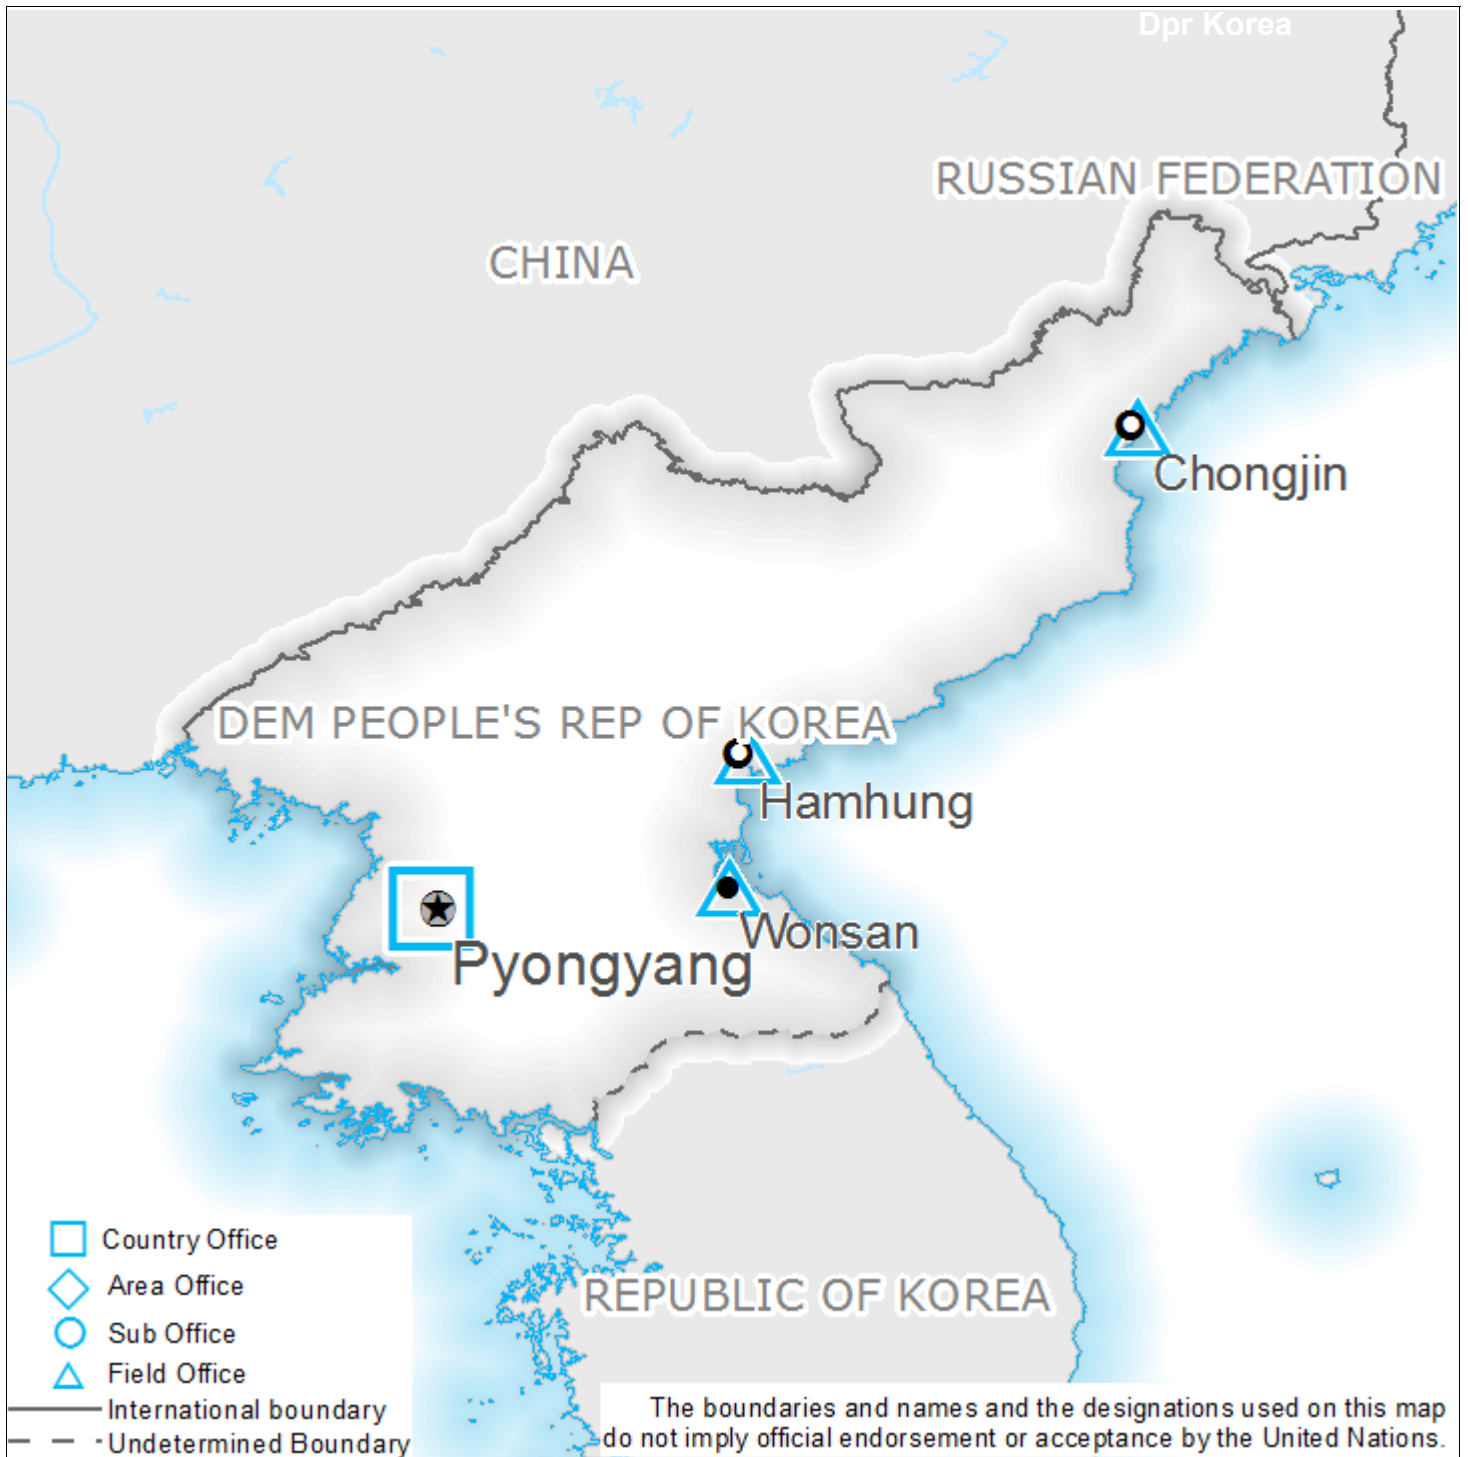 Dpr Korea
RUSSIAN FEDERATION
CHINA
Chongjin
DEM PEOPLE'S REP OF KOREA
Hamhung
Wonsan
Pyongyang
Country Office
Area Office
Sub Office
Field Office
International boundary
Undetermined Boundary
REPUBLIC OF KOREA
The boundaries and names and the designations used on this map
do not imply official endorsement or acceptance by the United Nations.